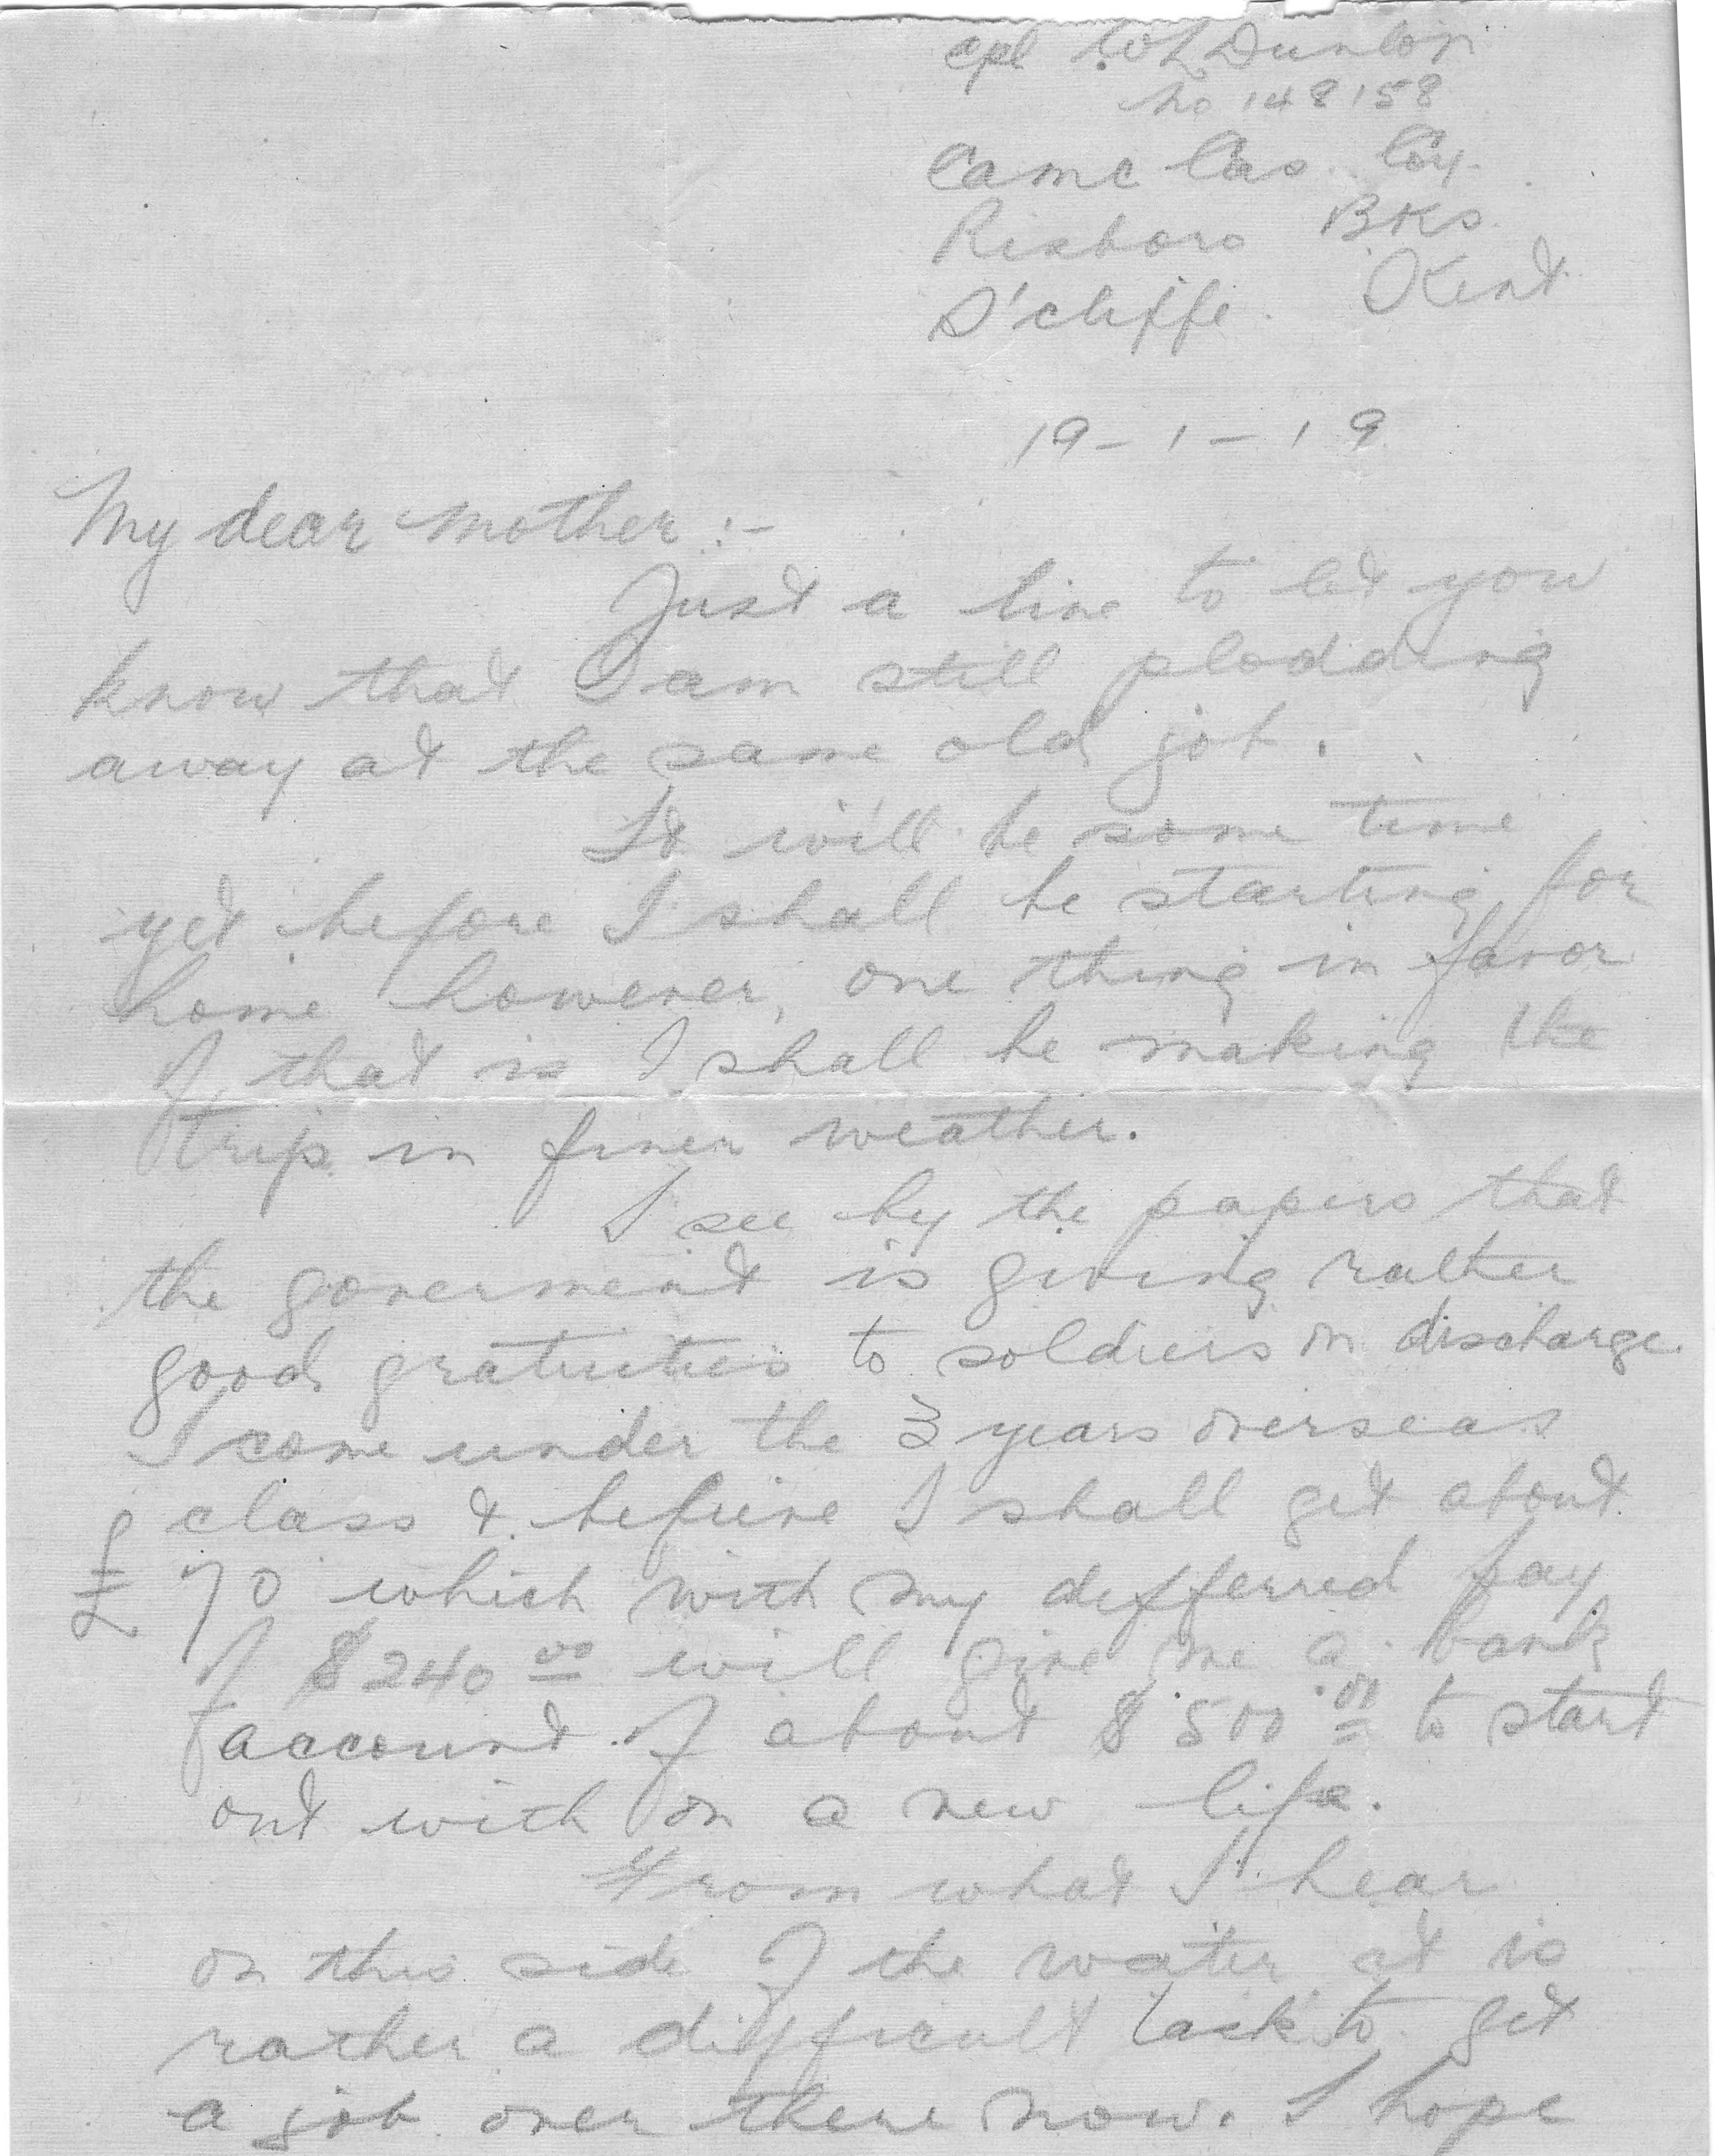 Cpl W L Dunlop
No 148158
Camc Cas. Coy.
Risboro Bks.
S'cliffe. Kent.
19-1-19
My dear Mother :-
Just a line to let you
know that I am still plodding
away at the same old job.
It will be some time
yet before I shall be starting for
home however, one thing in favor
of that is I shall be making the
trip in finer weather.
I see by the papers that
the goverment is giving rather
good gratuities to soldiers on discharge.
I come under the 3 years overseas
class & I shall get about
£ 70 which with my defferred pay
of $240 00 will give me a bank
account of about $500 00 to start
out with on a new life.
From what I hear
on this side of the water at is
rather a difficult task to get
a job over there now. I hope